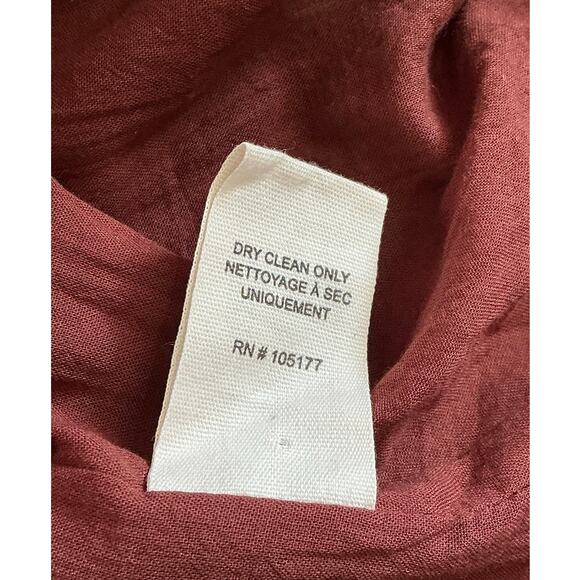 DRY CLEAN ONLY
NETTOYAGE À SEC
UNIQUEMENT
RN # 105177